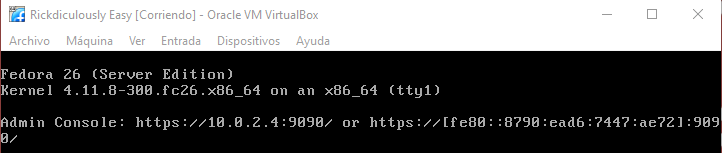 Rickdiculously Easy [Corriendo] - Oracle VM VirtualBox
Archivo Máquina Ver Entrada Dispositivos Ayuda
Fedora 26 (Server Edition)
Kernel 4.11.8-300.fc26.x86_64 on an x86_64 (tty1)
Admin Console: https://10.0.2.4:9090/ or https://[fe80::8790:ead6:7447:ae72]:909
0/